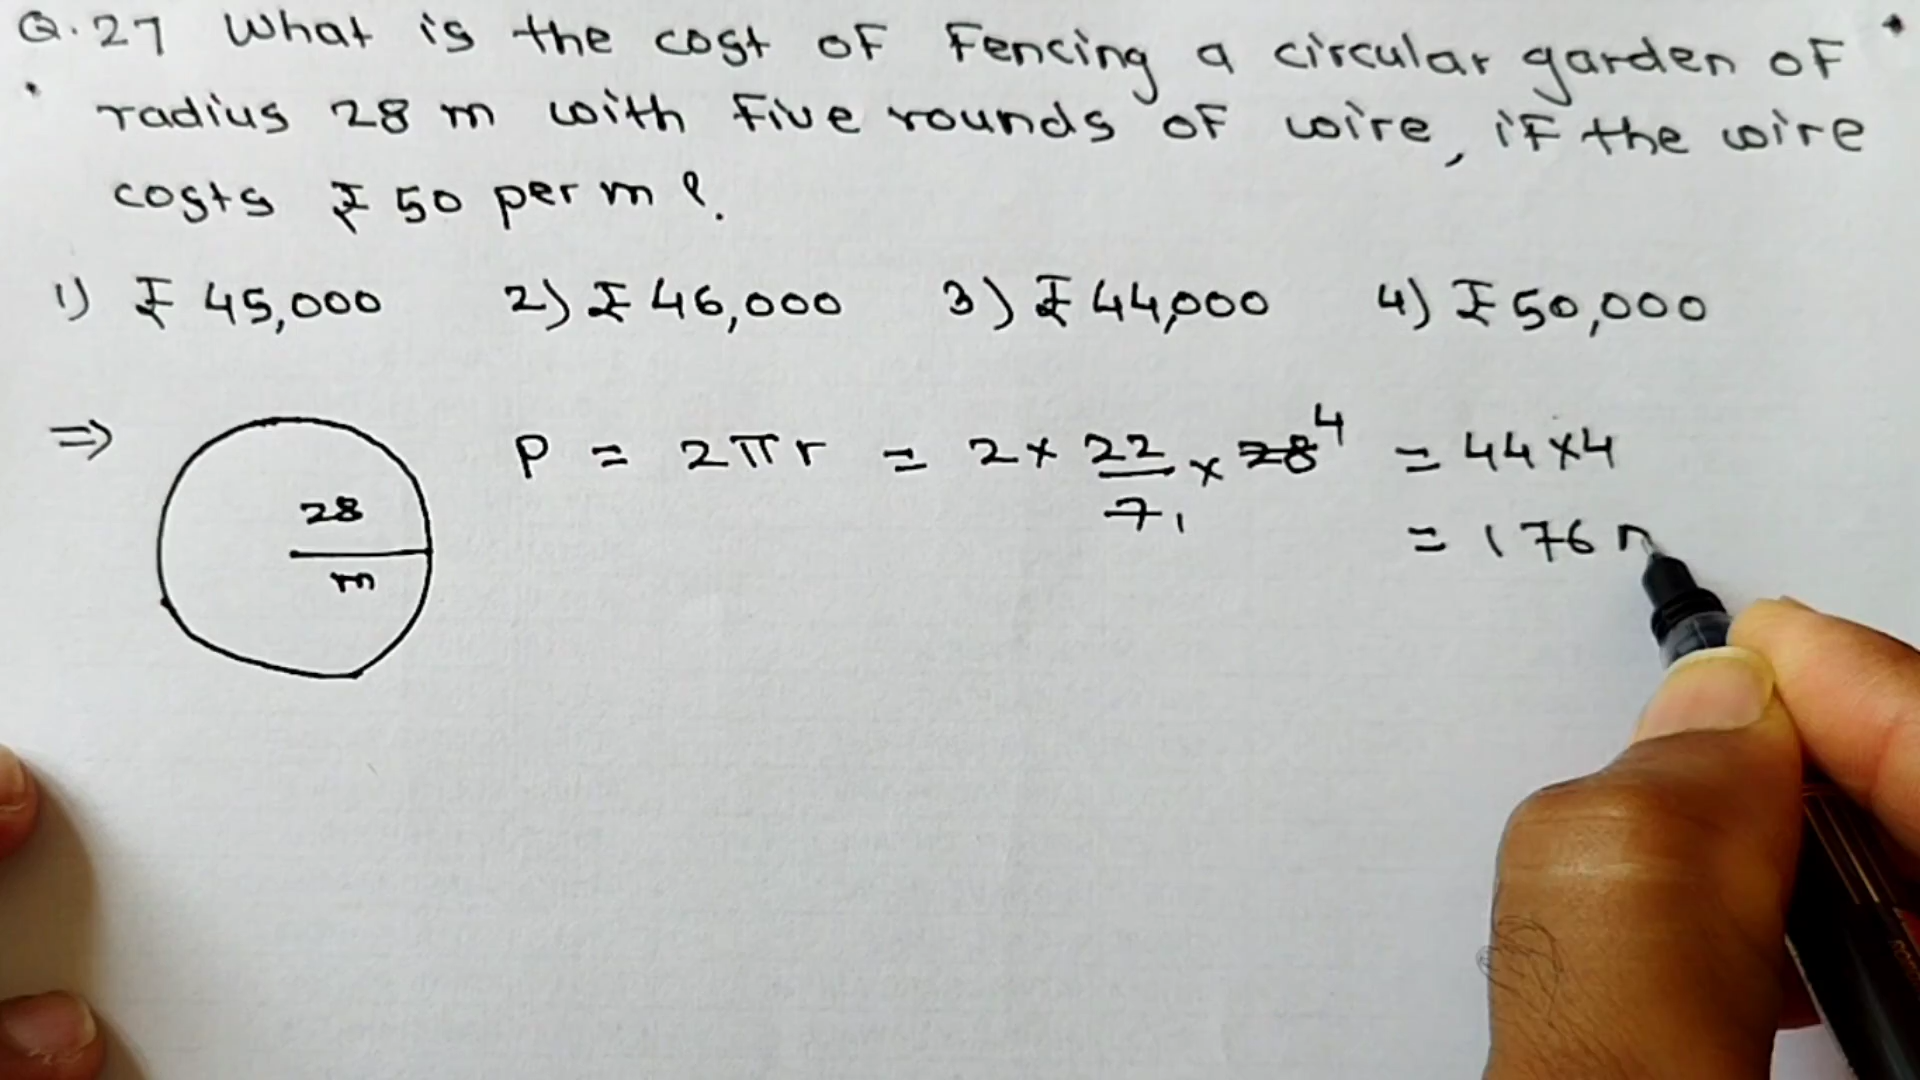 Q.27 What is the cost of Fencing a circular garden of
radius 28 m with Five rounds of wire, if the wire
costs ₹ 50 per m ?.
1) ₹ 45,000 2) ₹ 46,000 3) ₹ 44,000 4) ₹ 50,000
⇒ P = 2πr = 2 × 22/7 1 × 28 4 = 44 × 4
28
m
= 176 m